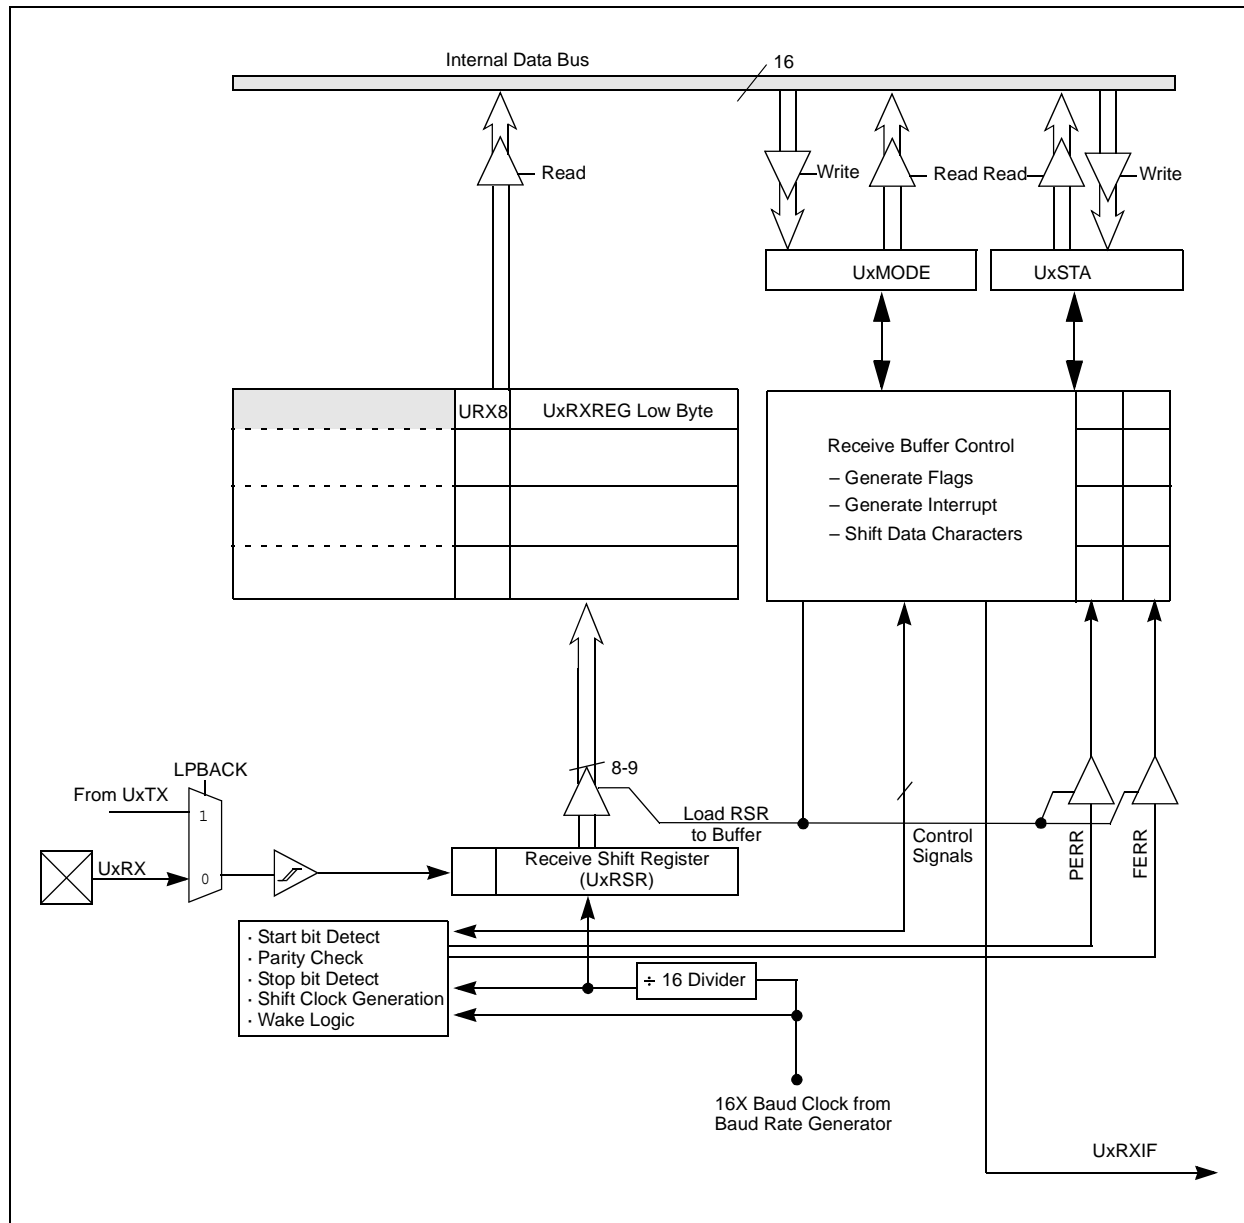 Internal Data Bus
16
Read
Write
Read Read
Write
UxMODE
UxSTA
URX8
UxRXREG Low Byte
Receive Buffer Control
– Generate Flags
– Generate Interrupt
– Shift Data Characters
8-9
LPBACK
From UxTX
1
Load RSR
to Buffer
Control
Signals
PERR
FERR
UxRX
0
Receive Shift Register
(UxRSR)
· Start bit Detect
· Parity Check
· Stop bit Detect
· Shift Clock Generation
· Wake Logic
÷ 16 Divider
16X Baud Clock from
Baud Rate Generator
UxRXIF